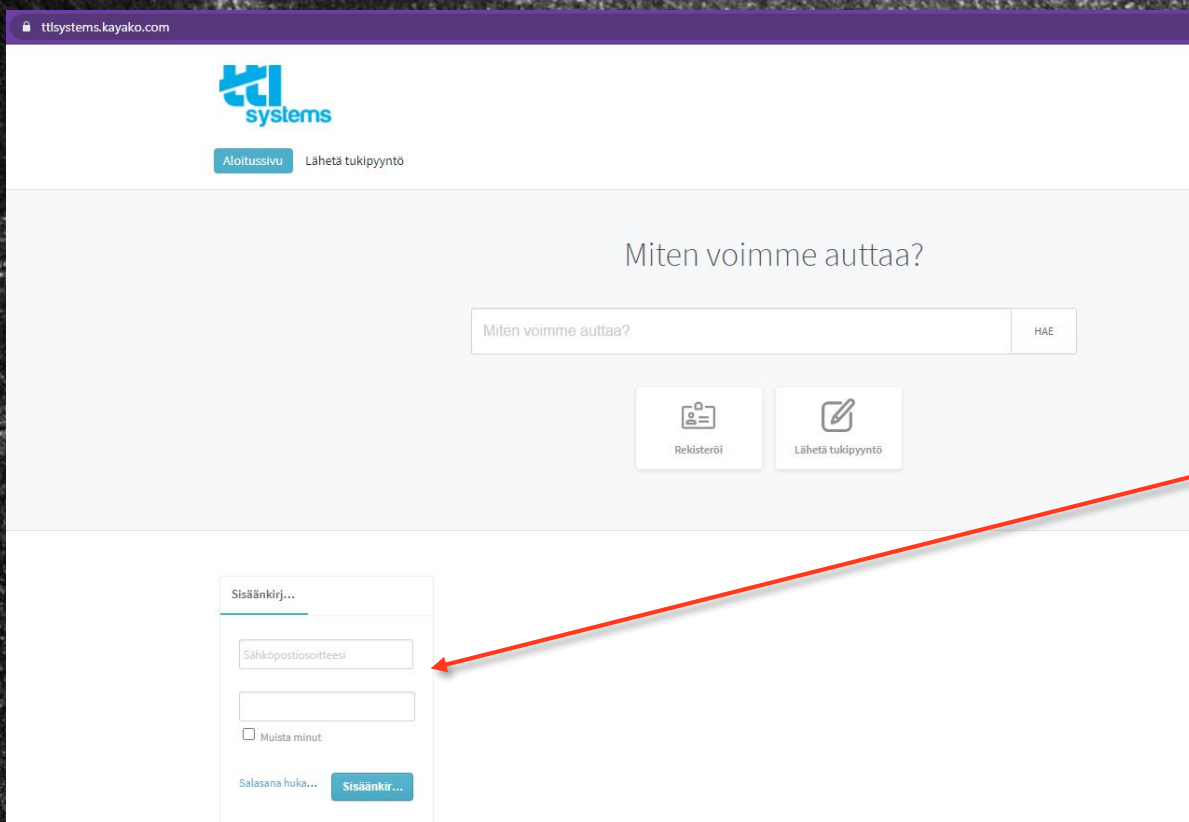 ttlsystems.kayako.com
ttl
systems
Aloitussivu Lähetä tukipyyntö
Miten voimme auttaa?
Miten voimme auttaa? HAE
Rekisteröi Lähetä tukipyyntö
Sisäänkirj...
Sähköpostiosoitteesi
Muista minut
Salasana huka... Sisäänkir...